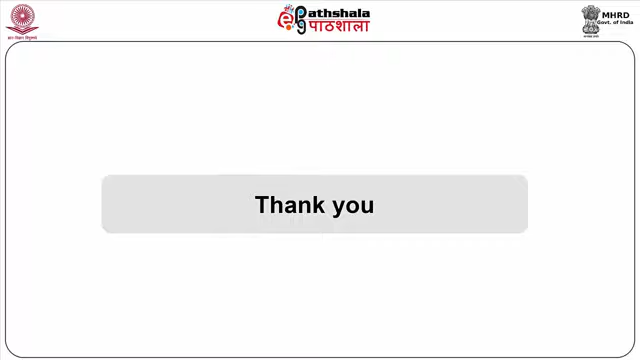 ePathshala
पाठशाला
MHRD
Govt. of India
Thank you